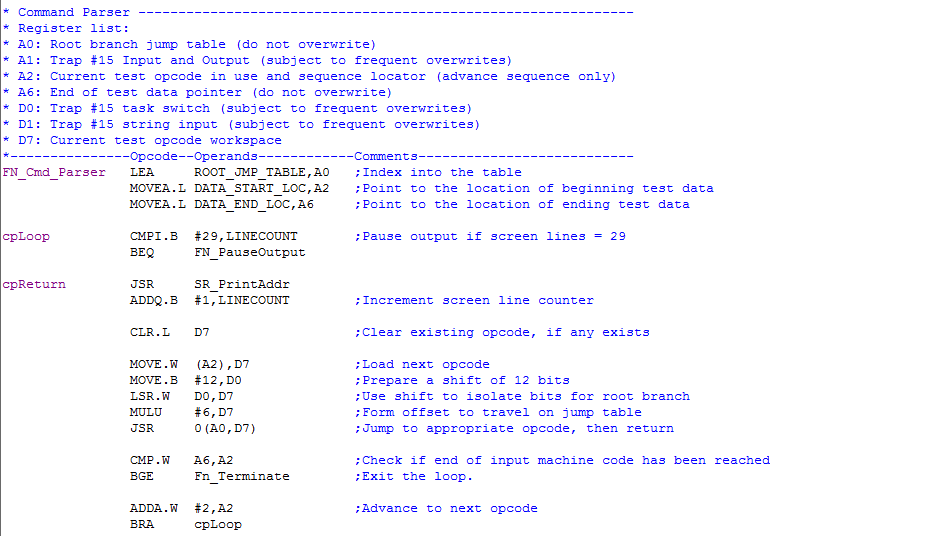 * Command Parser --------------------------------------------------------------
* Register list:
* A0: Root branch jump table (do not overwrite)
* A1: Trap #15 Input and Output (subject to frequent overwrites)
* A2: Current test opcode in use and sequence locator (advance sequence only)
* A6: End of test data pointer (do not overwrite)
* D0: Trap #15 task switch (subject to frequent overwrites)
* D1: Trap #15 string input (subject to frequent overwrites)
* D7: Current test opcode workspace
*---------------Opcode--Operands------------Comments---------------------------
FN_Cmd_Parser   LEA     ROOT_JMP_TABLE,A0   ;Index into the table
                MOVEA.L DATA_START_LOC,A2   ;Point to the location of beginning test data
                MOVEA.L DATA_END_LOC,A6     ;Point to the location of ending test data
cpLoop          CMPI.B  #29,LINECOUNT       ;Pause output if screen lines = 29
                BEQ     FN_PauseOutput
cpReturn        JSR     SR_PrintAddr
                ADDQ.B  #1,LINECOUNT        ;Increment screen line counter
                CLR.L   D7                  ;Clear existing opcode, if any exists
                MOVE.W  (A2),D7             ;Load next opcode
                MOVE.B  #12,D0              ;Prepare a shift of 12 bits
                LSR.W   D0,D7               ;Use shift to isolate bits for root branch
                MULU    #6,D7               ;Form offset to travel on jump table
                JSR     0(A0,D7)            ;Jump to appropriate opcode, then return
                CMP.W   A6,A2               ;Check if end of input machine code has been reached
                BGE     Fn_Terminate        ;Exit the loop.
                ADDA.W  #2,A2               ;Advance to next opcode
                BRA     cpLoop